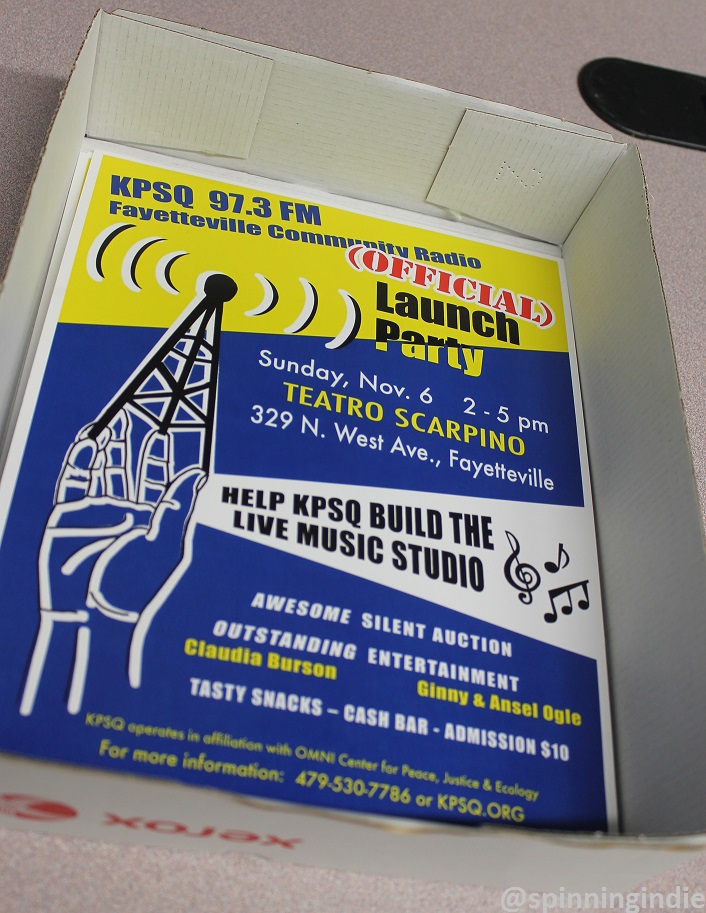 KPSQ 97.3 FM
Fayetteville Community Radio
(OFFICIAL)
Launch
Party
Sunday, Nov. 6 2 - 5 pm
TEATRO SCARPINO
329 N. West Ave., Fayetteville
HELP KPSQ BUILD THE
LIVE MUSIC STUDIO
AWESOME SILENT AUCTION
OUTSTANDING ENTERTAINMENT
Claudia Burson
Ginny & Ansel Ogle
TASTY SNACKS – CASH BAR - ADMISSION $10
KPSQ operates in affiliation with OMNI Center for Peace, Justice & Ecology
For more information: 479-530-7786 or KPSQ.ORG
xerox
@spinningindie